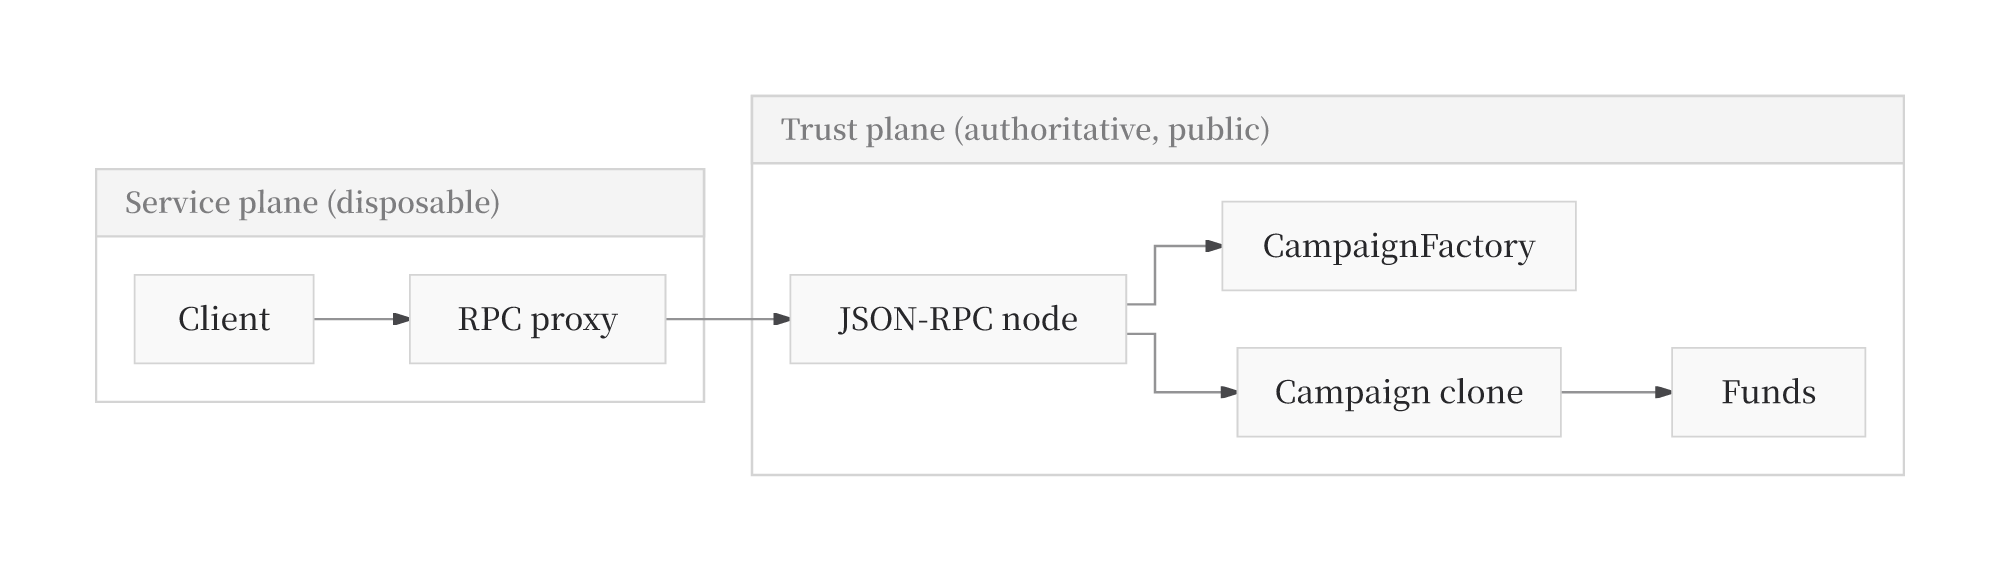 Service plane (disposable)
Client
RPC proxy
Trust plane (authoritative, public)
JSON-RPC node
CampaignFactory
Campaign clone
Funds